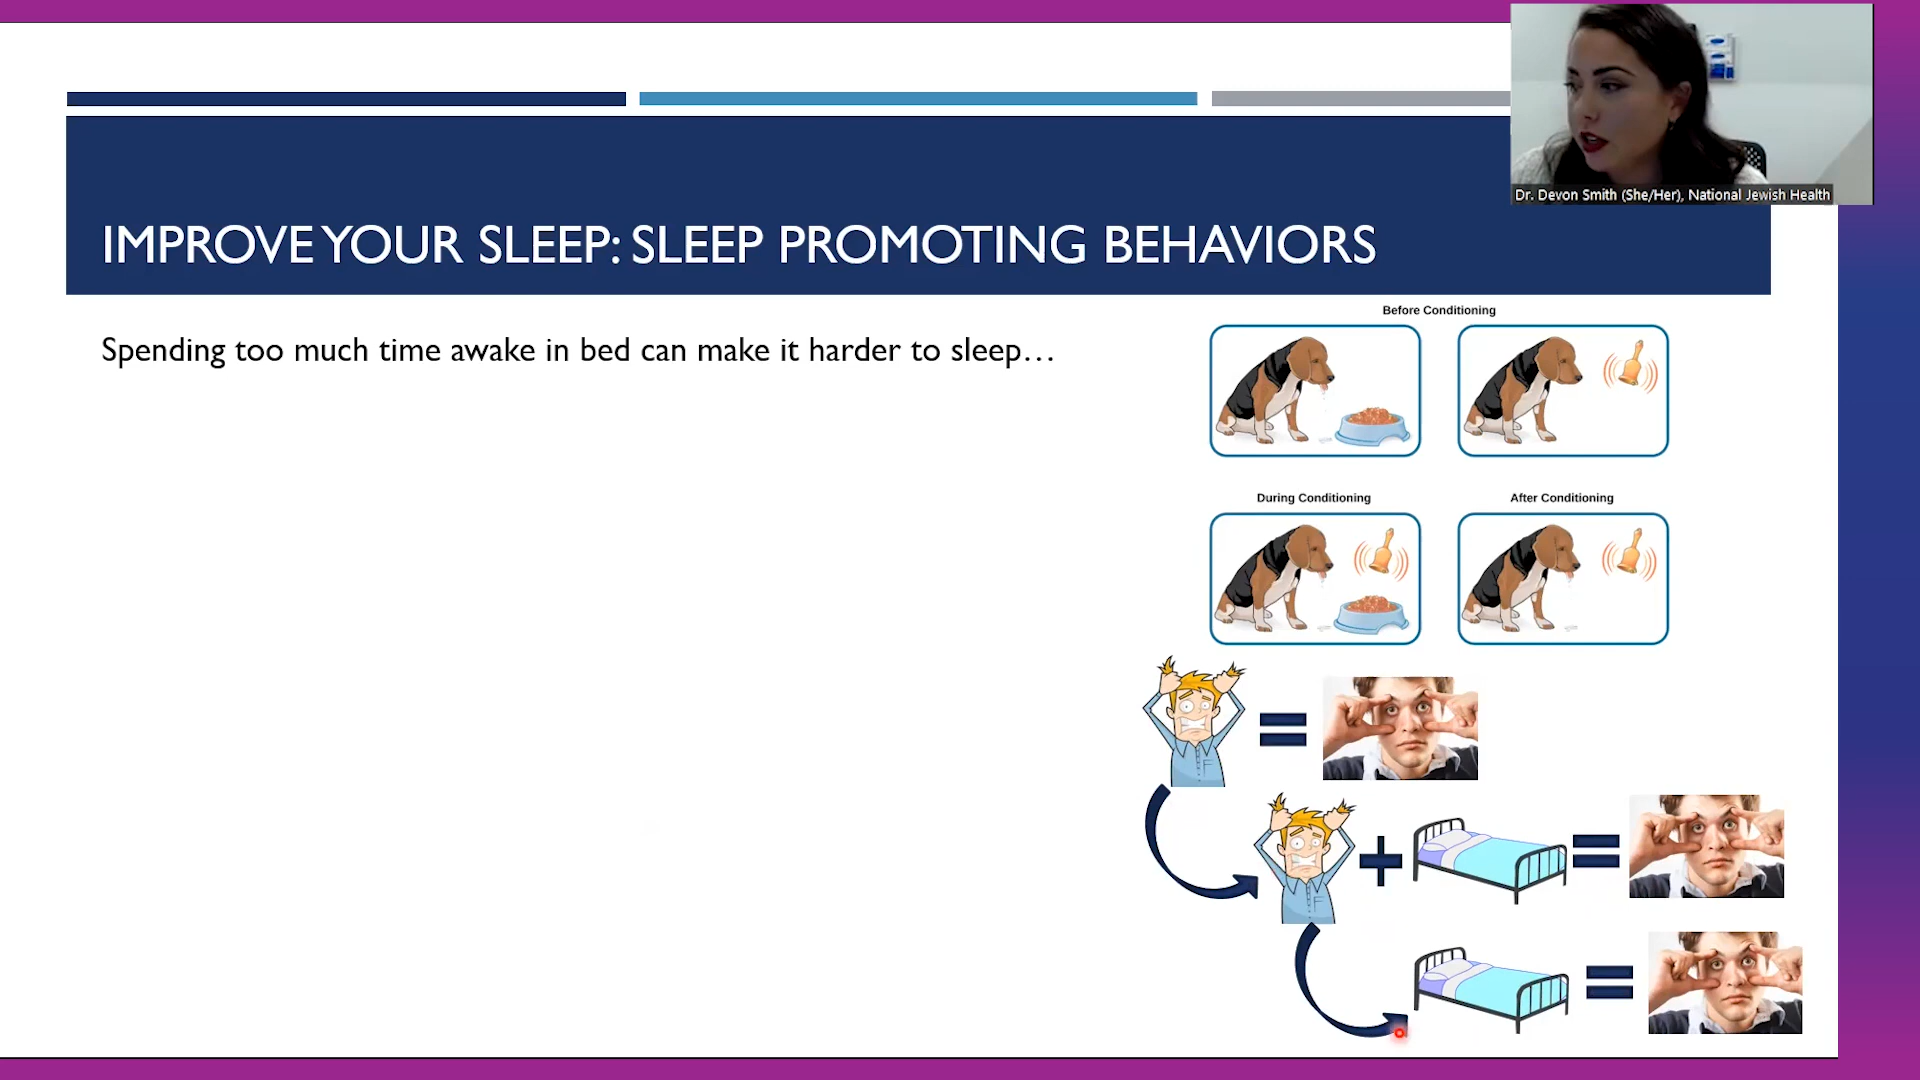 Dr. Devon Smith (She/Her), National Jewish Health
IMPROVE YOUR SLEEP: SLEEP PROMOTING BEHAVIORS
Spending too much time awake in bed can make it harder to sleep...
Before Conditioning
During Conditioning
After Conditioning